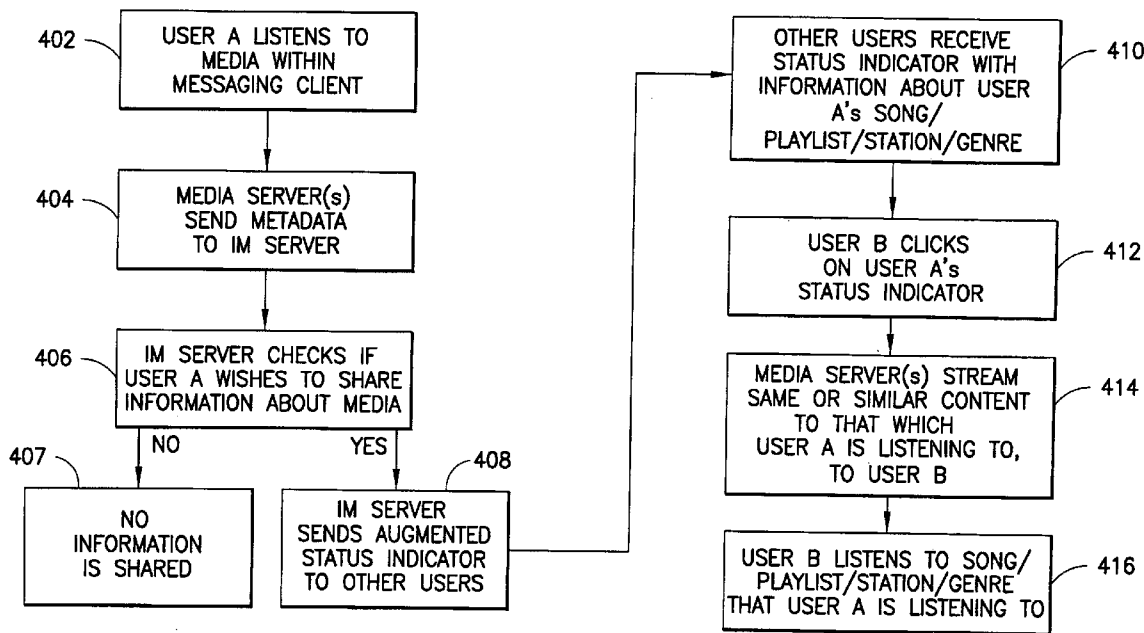 402
USER A LISTENS TO
MEDIA WITHIN
MESSAGING CLIENT
404
MEDIA SERVER(s)
SEND METADATA
TO IM SERVER
406
IM SERVER CHECKS IF
USER A WISHES TO SHARE
INFORMATION ABOUT MEDIA
NO
YES
407
NO
INFORMATION
IS SHARED
408
IM SERVER
SENDS AUGMENTED
STATUS INDICATOR
TO OTHER USERS
410
OTHER USERS RECEIVE
STATUS INDICATOR WITH
INFORMATION ABOUT USER
A's SONG/
PLAYLIST/STATION/GENRE
412
USER B CLICKS
ON USER A's
STATUS INDICATOR
414
MEDIA SERVER(s) STREAM
SAME OR SIMILAR CONTENT
TO THAT WHICH
USER A IS LISTENING TO,
TO USER B
416
USER B LISTENS TO SONG/
PLAYLIST/STATION/GENRE
THAT USER A IS LISTENING TO